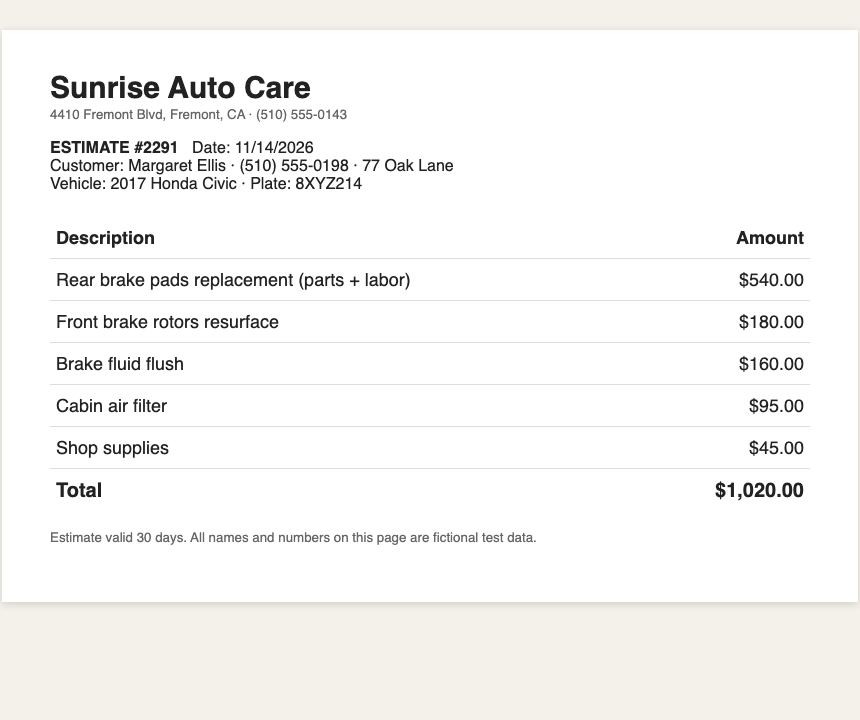 Sunrise Auto Care
4410 Fremont Blvd, Fremont, CA · (510) 555-0143
ESTIMATE #2291 Date: 11/14/2026
Customer: Margaret Ellis · (510) 555-0198 · 77 Oak Lane
Vehicle: 2017 Honda Civic · Plate: 8XYZ214
Description Amount
Rear brake pads replacement (parts + labor) $540.00
Front brake rotors resurface $180.00
Brake fluid flush $160.00
Cabin air filter $95.00
Shop supplies $45.00
Total $1,020.00
Estimate valid 30 days. All names and numbers on this page are fictional test data.